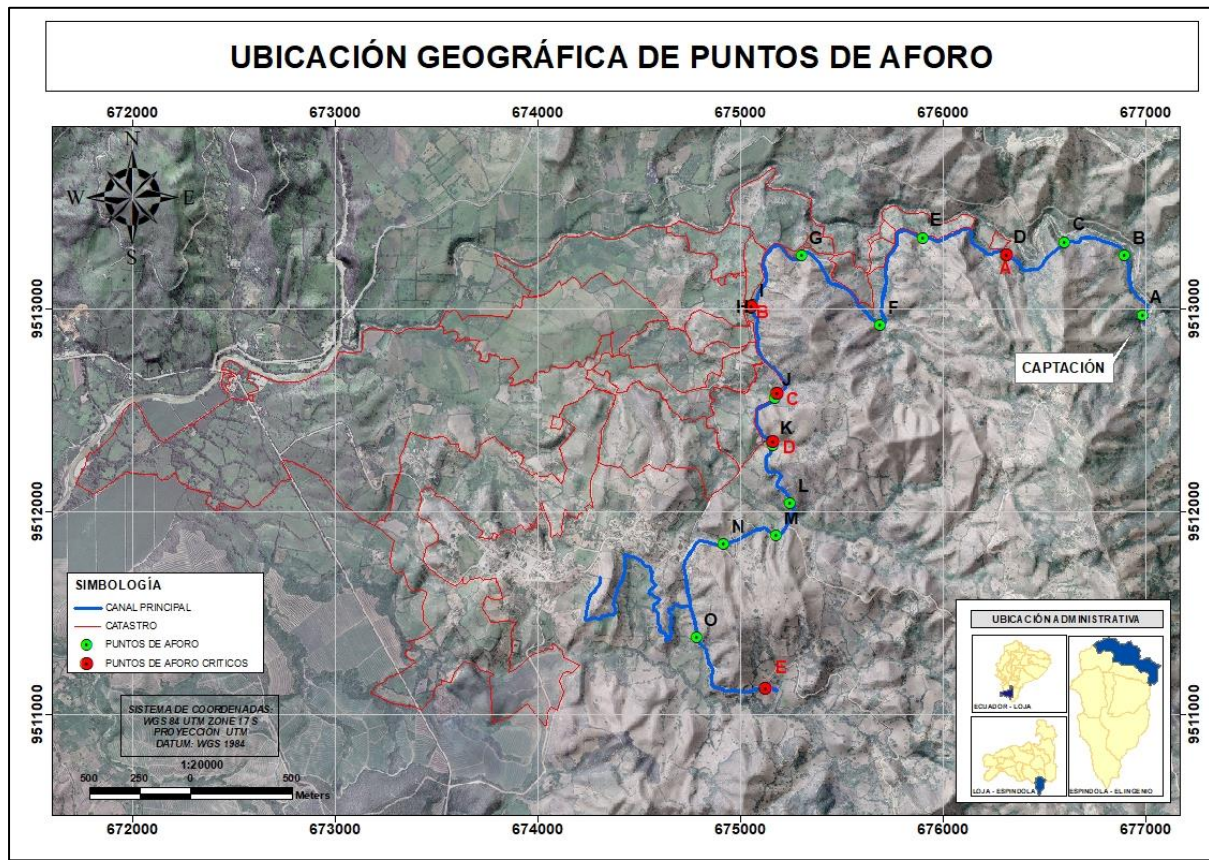 UBICACIÓN GEOGRÁFICA DE PUNTOS DE AFORO
672000 673000 674000 675000 676000 677000
N
W E
S
G E D C B
A
9513000 H I B F A 9513000
CAPTACIÓN
J
C
K
D
9512000 L 9512000
N M
SIMBOLOGÍA
CANAL PRINCIPAL
CATASTRO
PUNTOS DE AFORO
PUNTOS DE AFORO CRITICOS
O
E
9511000 9511000
SISTEMA DE COORDENADAS:
WGS 84 UTM ZONE 17 S
PROYECCIÓN UTM
DATUM: WGS 1984
1:20000
500 250 0 500
Meters
UBICACIÓN ADMINISTRATIVA
ECUADOR - LOJA
LOJA - ESPINDOLA
ESPINDOLA - EL INGENIO
672000 673000 674000 675000 676000 677000